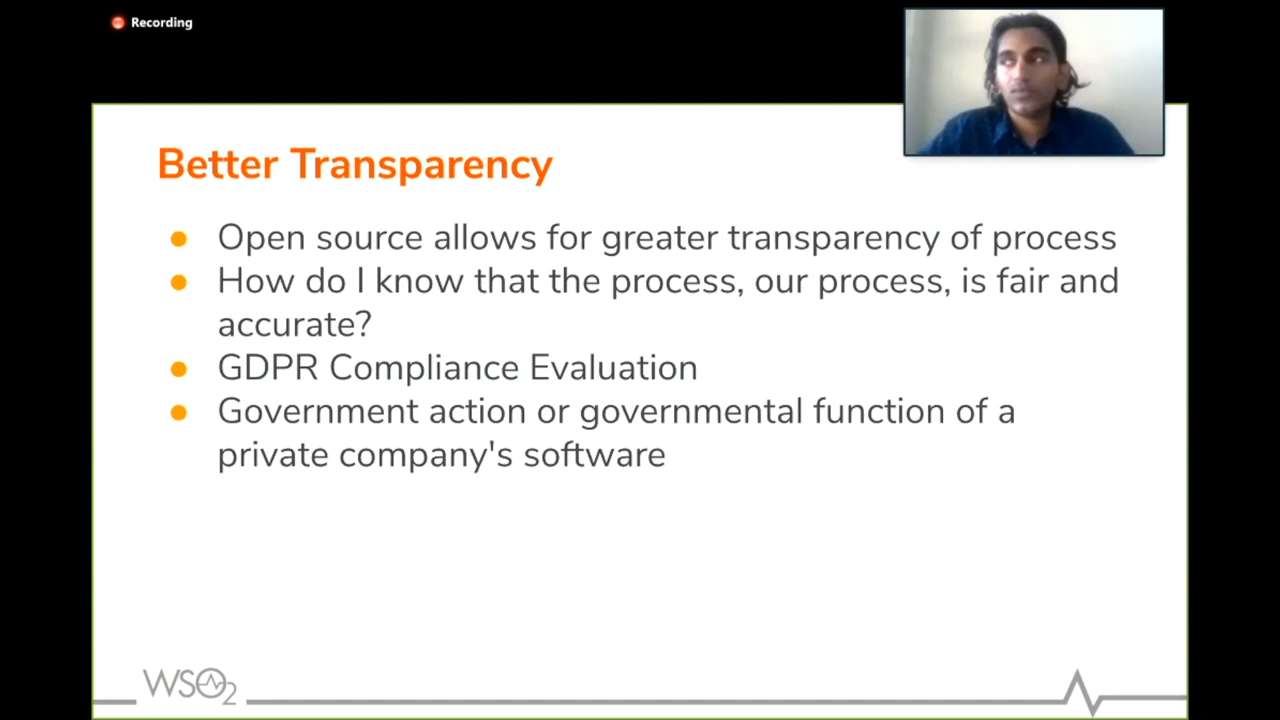 Recording
Better Transparency
Open source allows for greater transparency of process
How do I know that the process, our process, is fair and
accurate?
GDPR Compliance Evaluation
Government action or governmental function of a
private company's software
WSO2